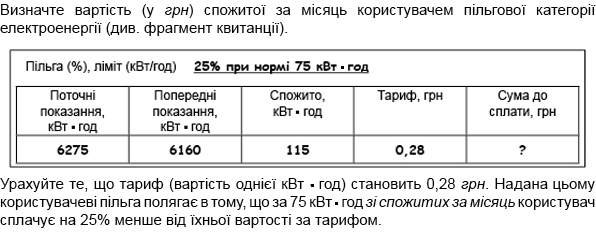 Визначте вартість (у грн) спожитої за місяць користувачем пільгової категорії
електроенергії (див. фрагмент квитанції).
Пільга (%), ліміт (кВт/год) 25% при нормі 75 кВт ▪ год
Поточні показання, кВт ▪ год | Попередні показання, кВт ▪ год | Спожито, кВт ▪ год | Тариф, грн | Сума до сплати, грн
6275 | 6160 | 115 | 0,28 | ?
Урахуйте те, що тариф (вартість однієї кВт ▪ год) становить 0,28 грн. Надана цьому
користувачеві пільга полягає в тому, що за 75 кВт ▪ год зі спожитих за місяць користувач
сплачує на 25% менше від їхньої вартості за тарифом.